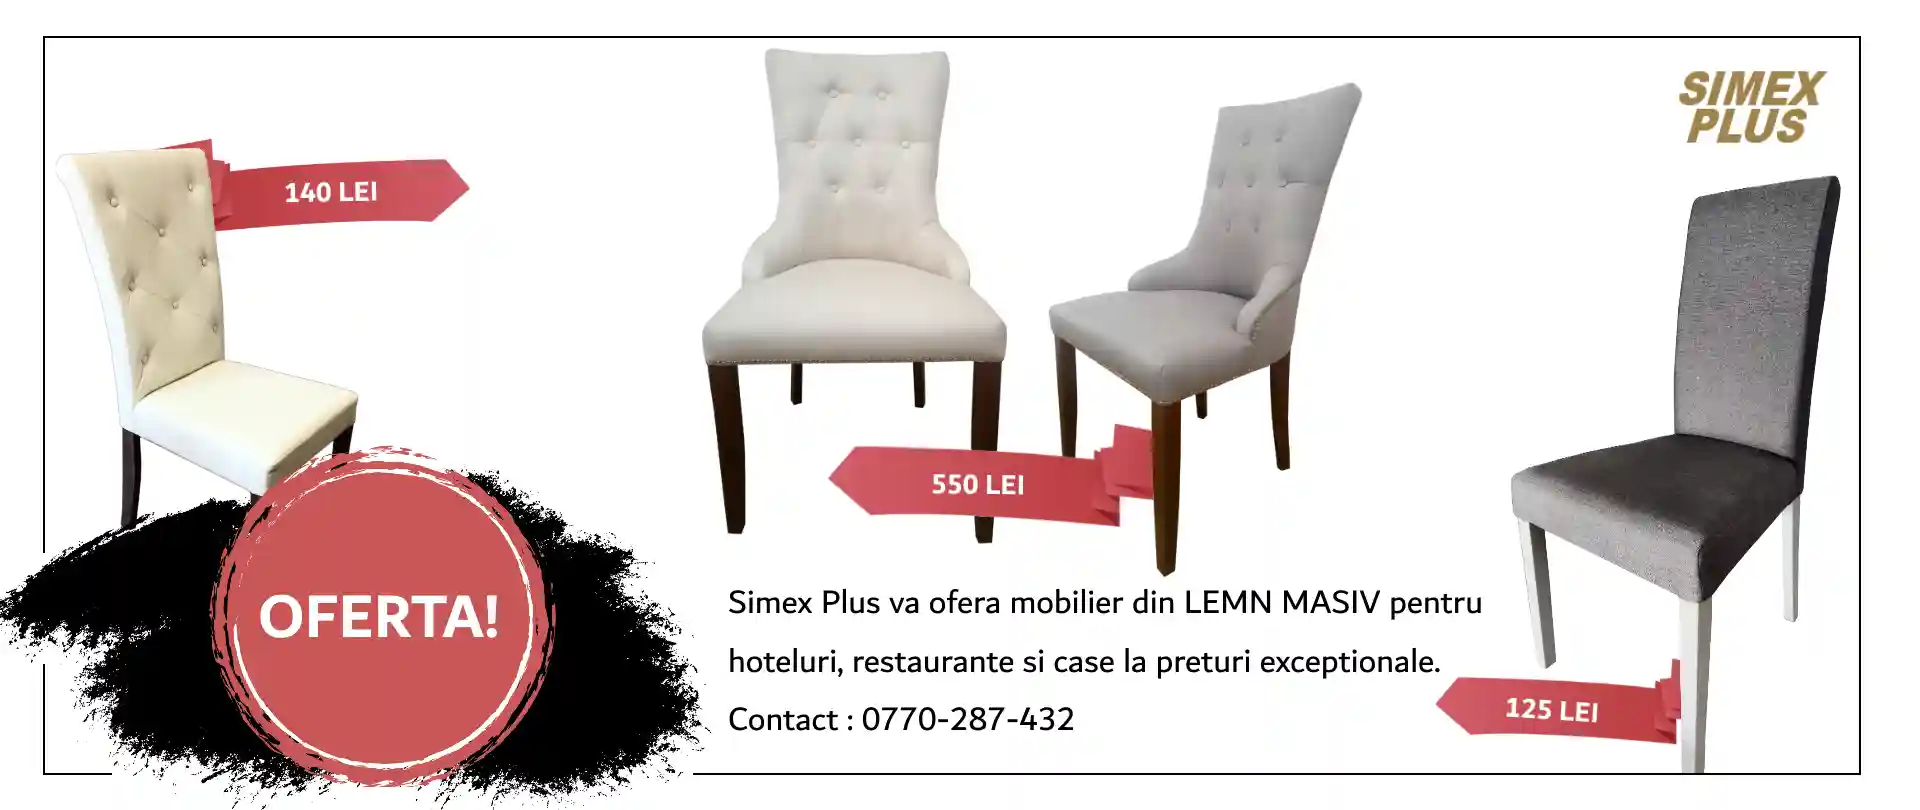 SIMEX
PLUS
140 LEI
550 LEI
OFERTA!
Simex Plus va ofera mobilier din LEMN MASIV pentru
hoteluri, restaurante si case la preturi exceptionale.
Contact : 0770-287-432
125 LEI